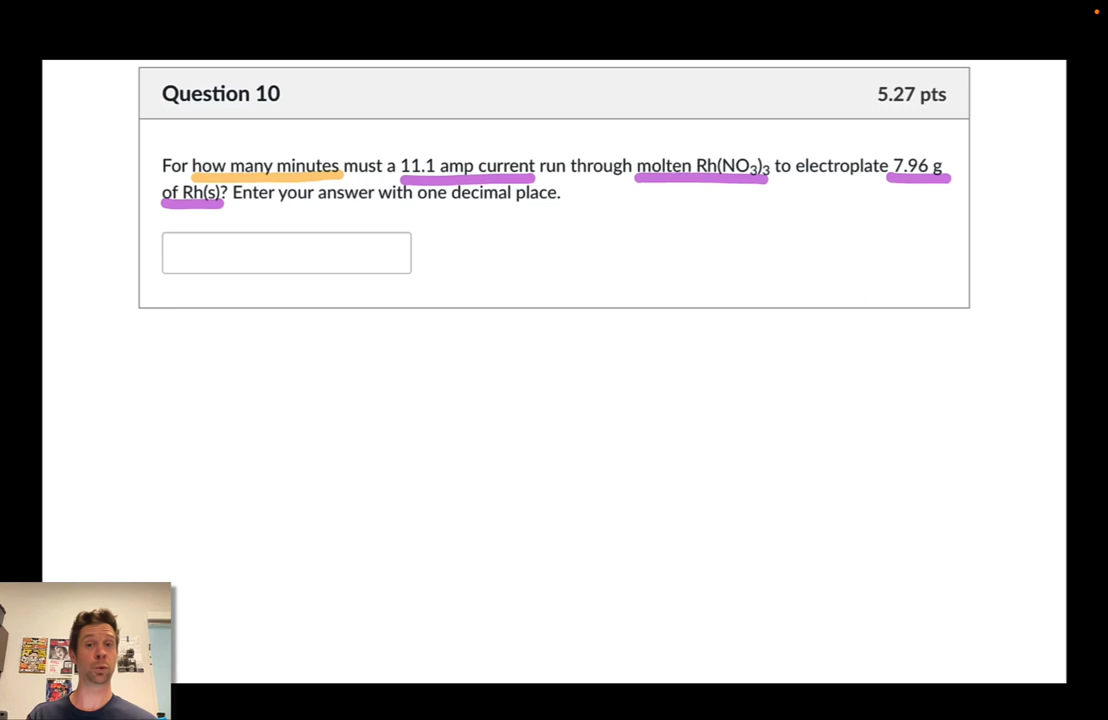 Question 10
5.27 pts
For how many minutes must a 11.1 amp current run through molten Rh(NO₃)₃ to electroplate 7.96 g
of Rh(s)? Enter your answer with one decimal place.